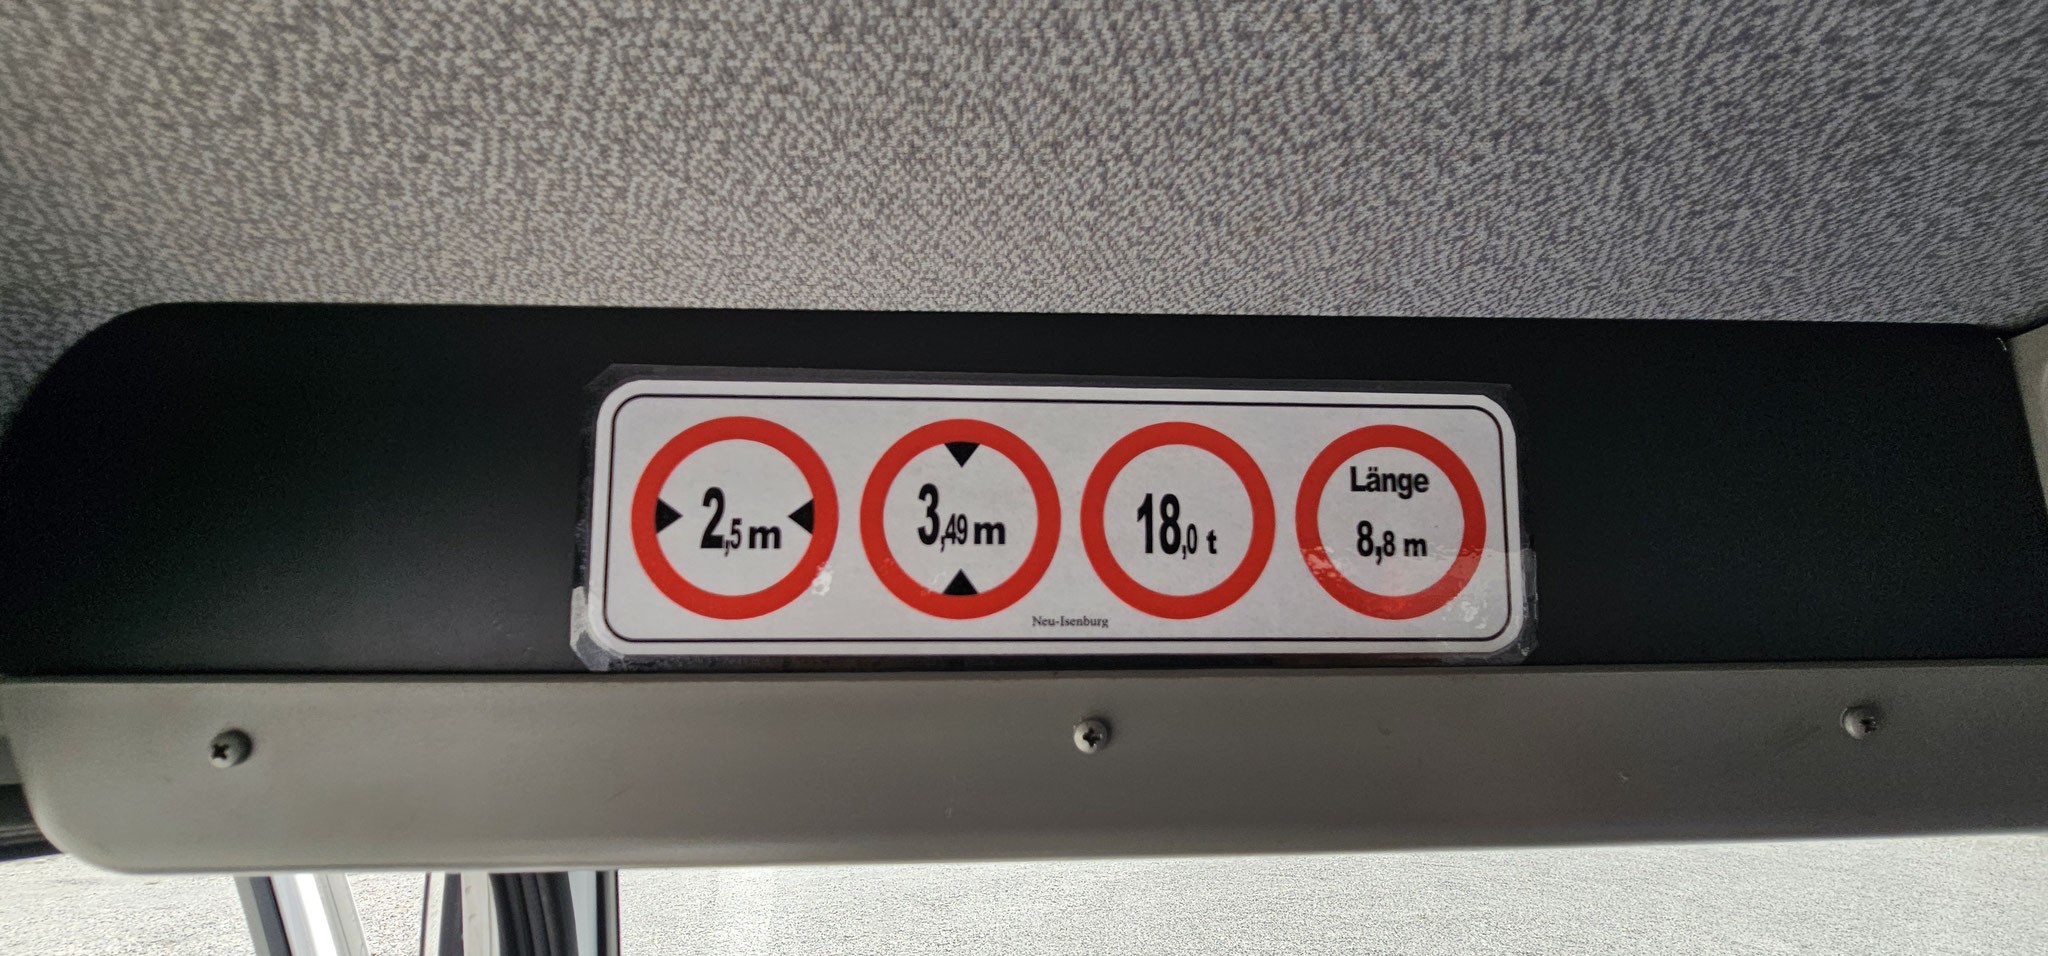 2,5 m
3,49 m
18,0 t
Länge
8,8 m
Neu-Isenburg